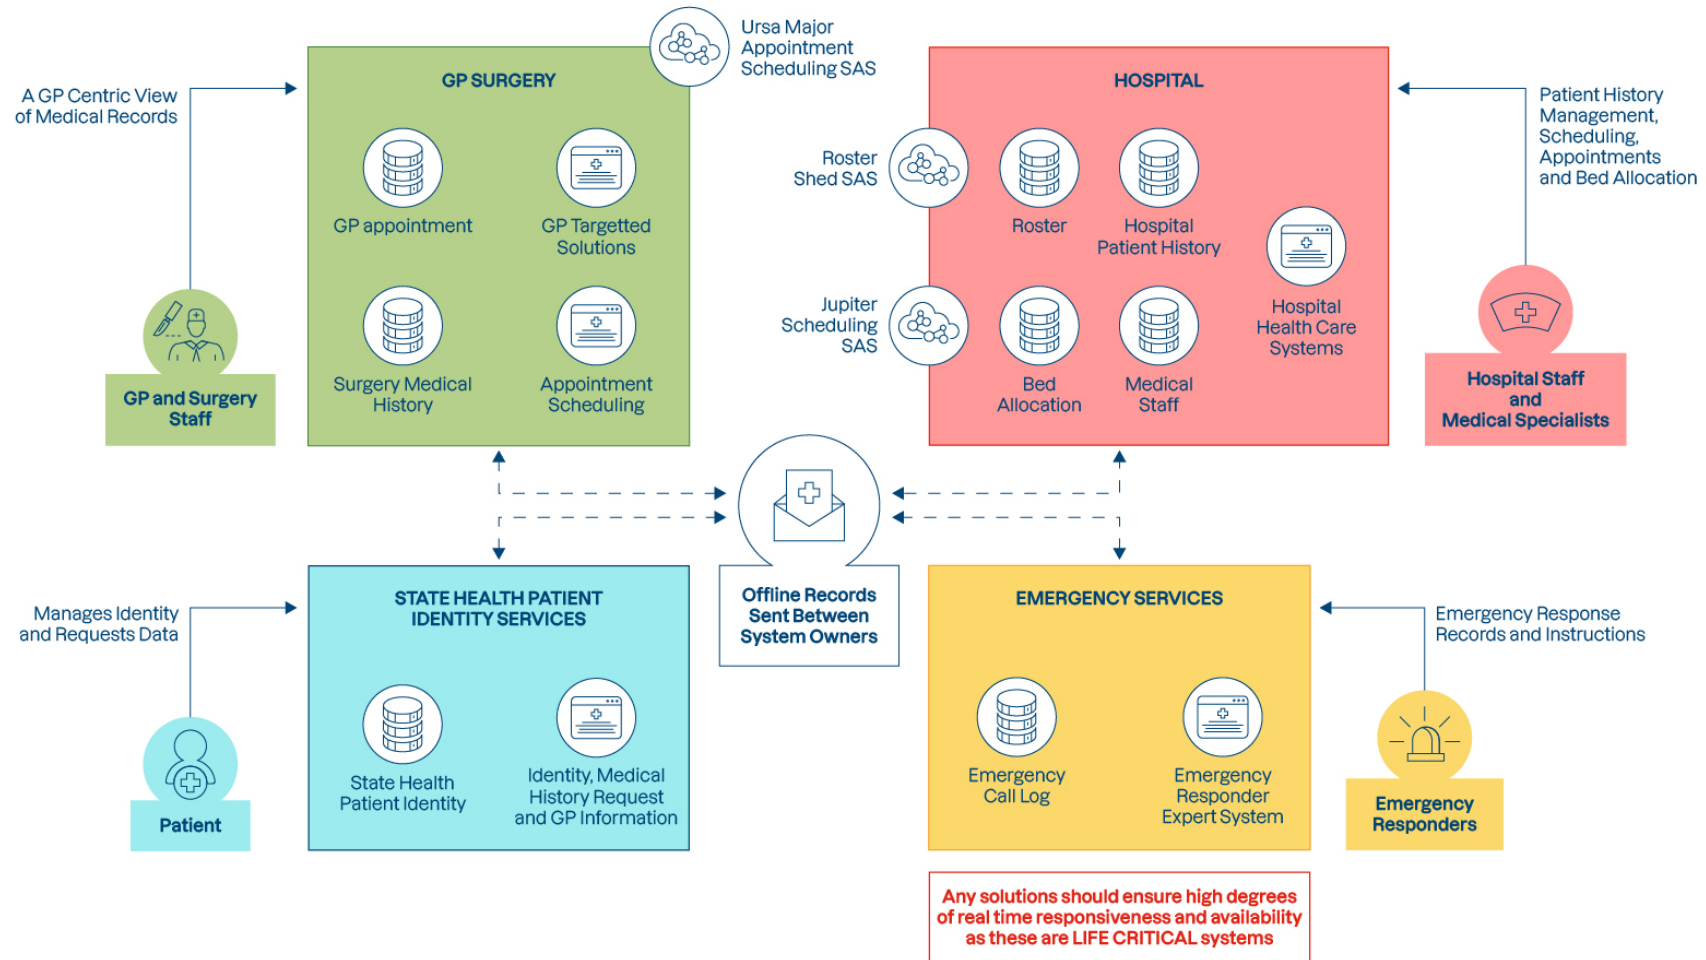 Ursa Major
Appointment
Scheduling SAS
GP SURGERY
A GP Centric View
of Medical Records
GP appointment
GP Targetted
Solutions
Surgery Medical
History
Appointment
Scheduling
GP and Surgery
Staff
HOSPITAL
Roster
Shed SAS
Roster
Hospital
Patient History
Jupiter
Scheduling
SAS
Bed
Allocation
Medical
Staff
Hospital
Health Care
Systems
Patient History
Management,
Scheduling,
Appointments
and Bed Allocation
Hospital Staff
and
Medical Specialists
Offline Records
Sent Between
System Owners
STATE HEALTH PATIENT
IDENTITY SERVICES
Manages Identity
and Requests Data
State Health
Patient Identity
Identity, Medical
History Request
and GP Information
Patient
EMERGENCY SERVICES
Emergency
Call Log
Emergency
Responder
Expert System
Emergency Response
Records and Instructions
Emergency
Responders
Any solutions should ensure high degrees
of real time responsiveness and availability
as these are LIFE CRITICAL systems